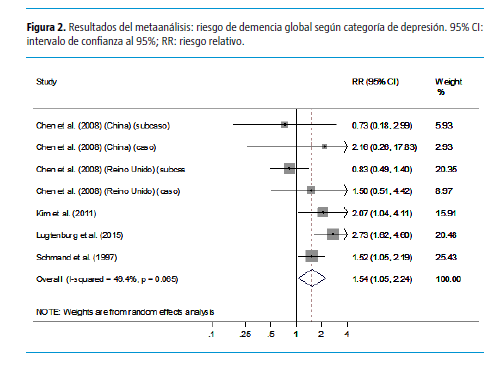 Figura 2. Resultados del metaanálisis: riesgo de demencia global según categoría de depresión. 95% CI:
intervalo de confianza al 95%; RR: riesgo relativo.
Study RR (95% CI) Weight
%
Chen et al. (2008) (China) (subcaso) 0.73 (0.18, 2.99) 5.93
Chen et al. (2008) (China) (caso) 2.16 (0.26, 17.83) 2.93
Chen et al. (2008) (Reino Unido) (subcas 0.83 (0.49, 1.40) 20.35
Chen et al. (2008) (Reino Unido) (caso) 1.50 (0.51, 4.42) 8.97
Kim et al. (2011) 2.07 (1.04, 4.11) 15.91
Lugtenburg et al. (2015) 2.73 (1.62, 4.60) 20.48
Schmand et al. (1997) 1.52 (1.05, 2.19) 25.43
Overall (I-squared = 49.4%, p = 0.065) 1.54 (1.05, 2.24) 100.00
NOTE: Weights are from random effects analysis
.1 .25 .5 1 2 4